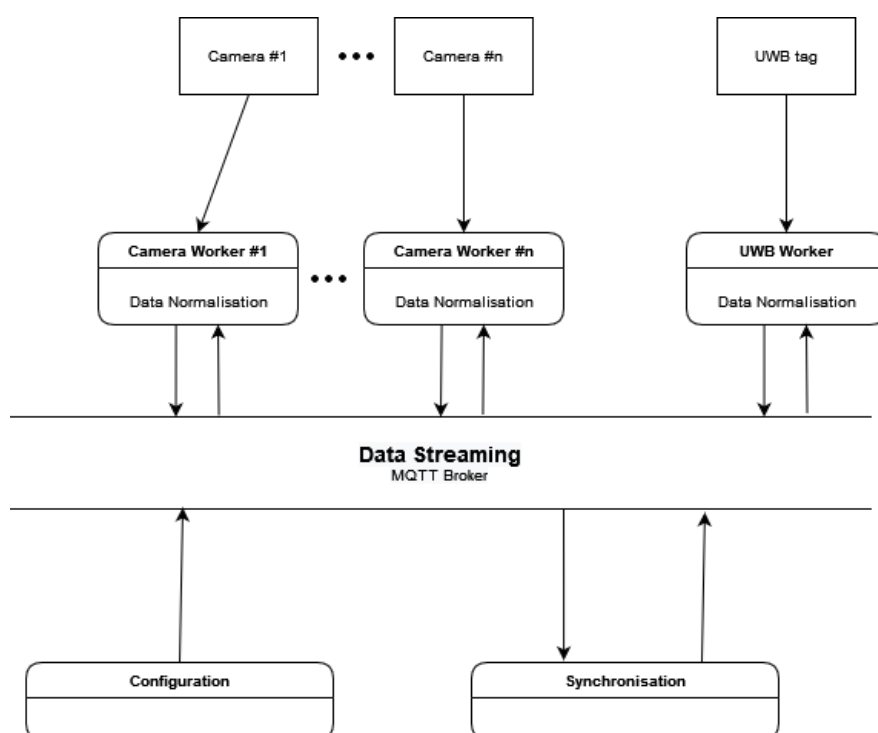 Camera #1
Camera #n
UWB tag
Camera Worker #1
Camera Worker #n
UWB Worker
Data Normalisation
Data Normalisation
Data Normalisation
Data Streaming
MQTT Broker
Configuration
Synchronisation